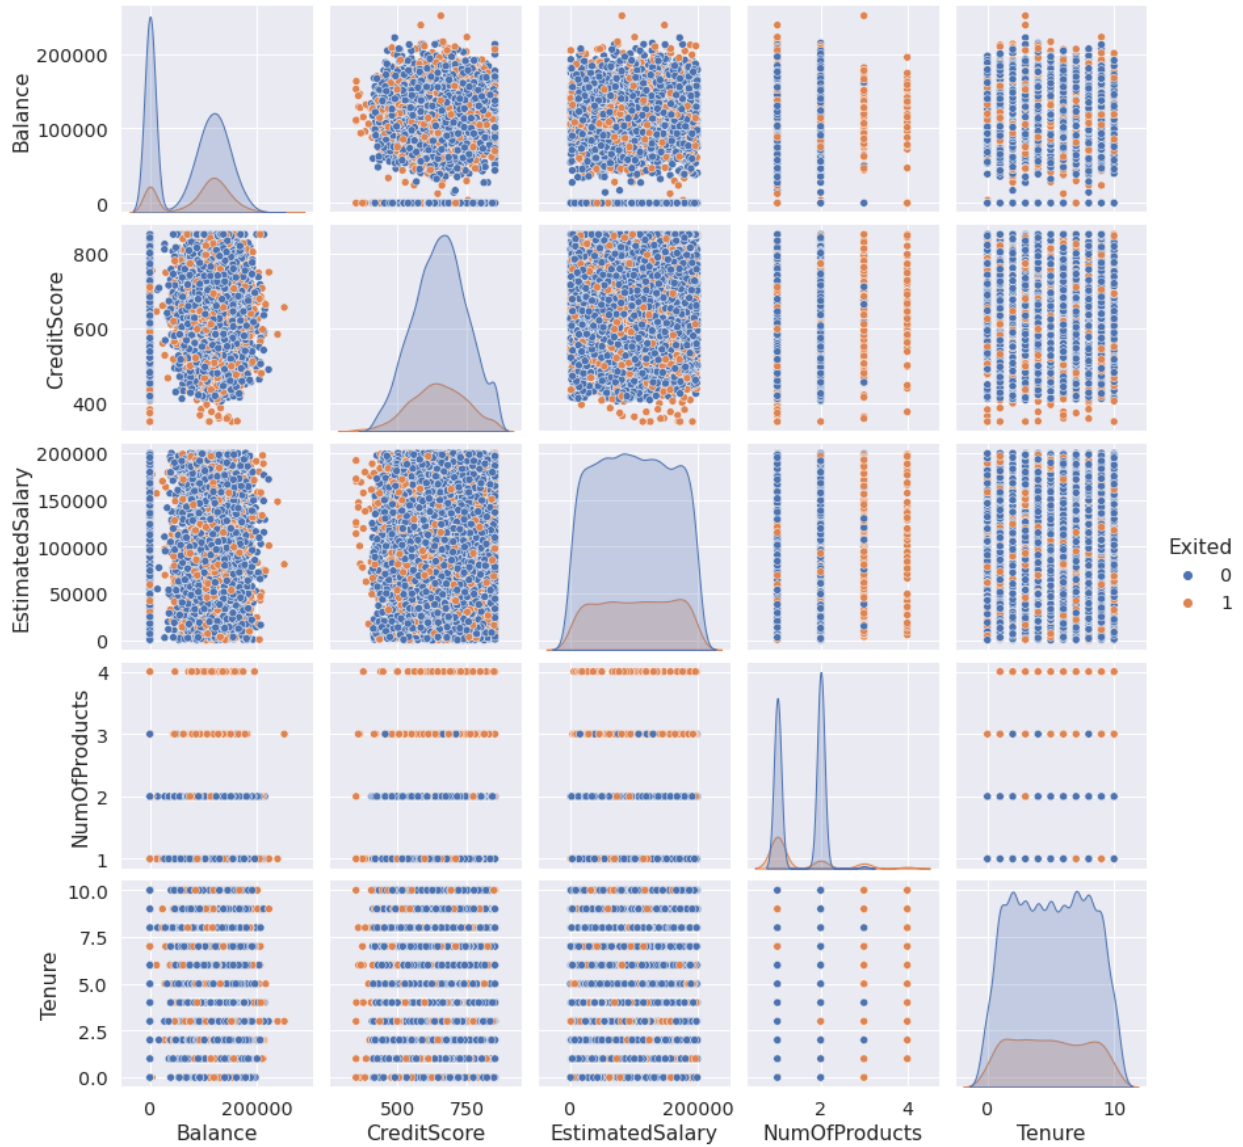 Balance
200000
100000
0
CreditScore
800
600
400
EstimatedSalary
200000
150000
100000
50000
0
Exited
0
1
NumOfProducts
4
3
2
1
Tenure
10.0
7.5
5.0
2.5
0.0
0 200000 500 750 0 200000 2 4 0 10
Balance CreditScore EstimatedSalary NumOfProducts Tenure